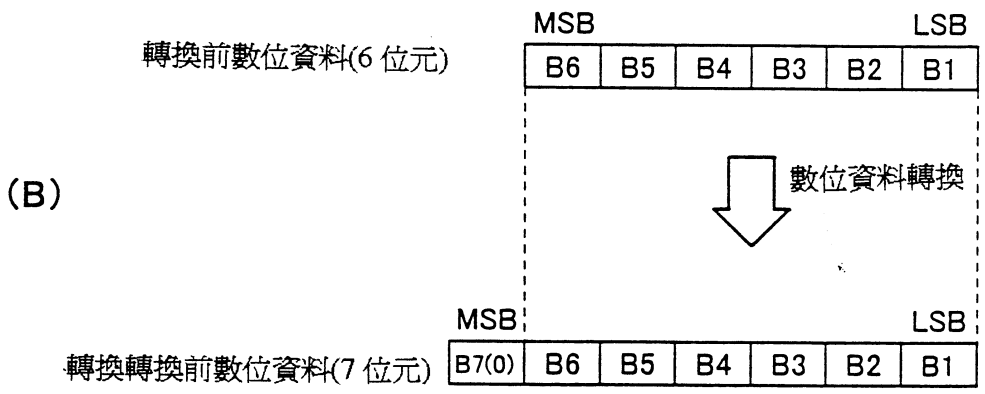 MSB LSB
轉換前數位資料(6 位元) B6 B5 B4 B3 B2 B1
(B)
數位資料轉換
MSB LSB
轉換轉換前數位資料(7 位元) B7(0) B6 B5 B4 B3 B2 B1